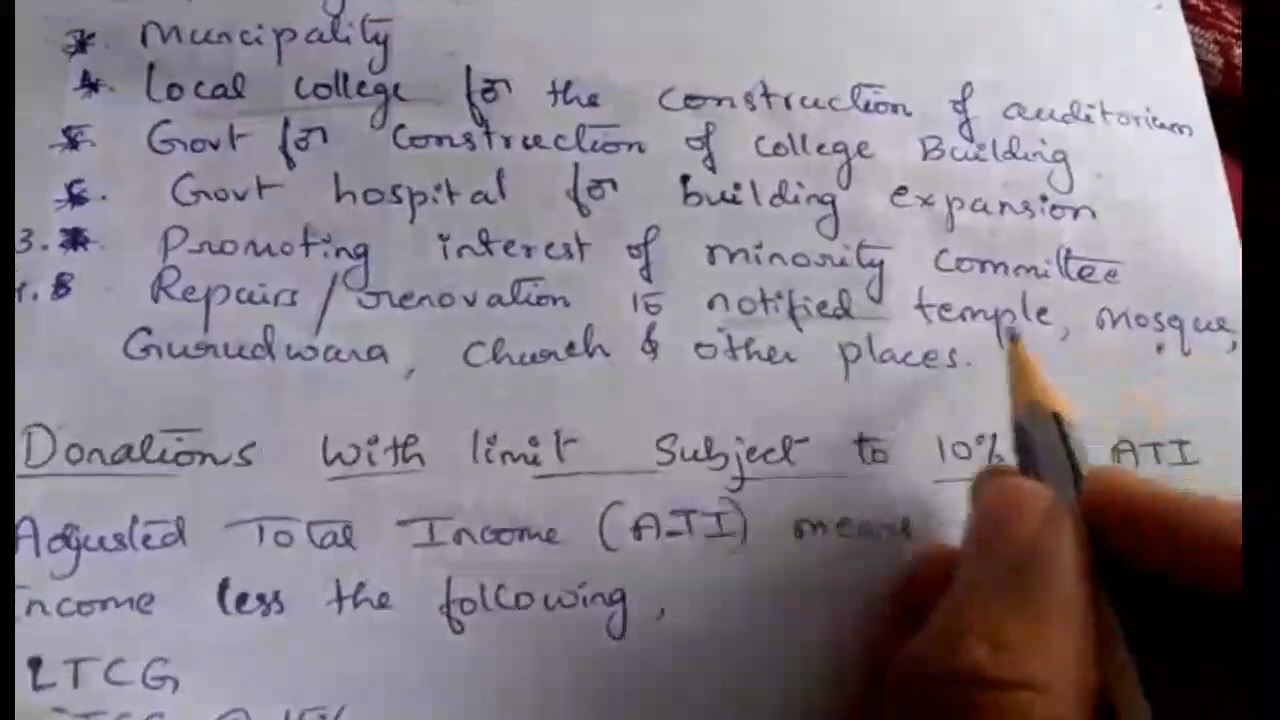 * Muncipality
* Local college for the construction of auditorium
* Govt for construction of college Building
* Govt hospital for building expansion
3. Promoting interest of minority committee
Repairs / renovation to notified temple, mosque,
Gurudwara, Church & other places.
Donations with limit subject to 10% ATI
Adjusted Total Income (ATI) means
income less the following,
LTCG